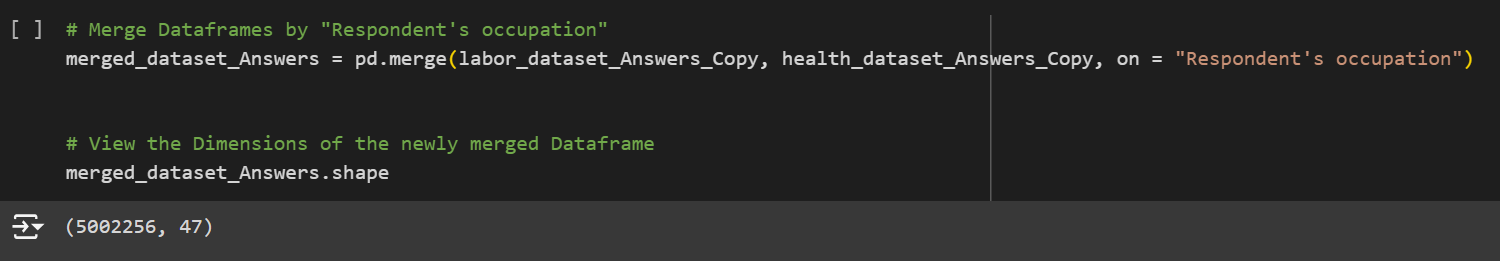 [ ] # Merge Dataframes by "Respondent's occupation"
merged_dataset_Answers = pd.merge(labor_dataset_Answers_Copy, health_dataset_Answers_Copy, on = "Respondent's occupation")
# View the Dimensions of the newly merged Dataframe
merged_dataset_Answers.shape
(5002256, 47)